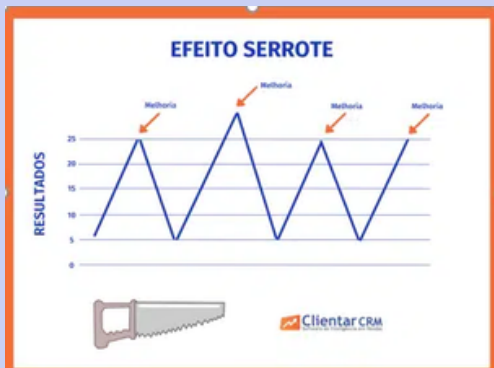 EFEITO SERROTE
Melhoria
Melhoria
Melhoria
Melhoria
RESULTADOS
25
20
15
10
5
0
Clientar CRM